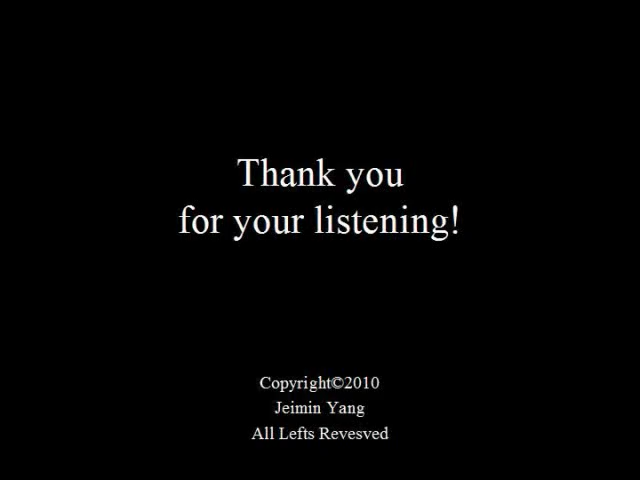 Thank you
for your listening!
Copyright©2010
Jeimin Yang
All Lefts Revesved